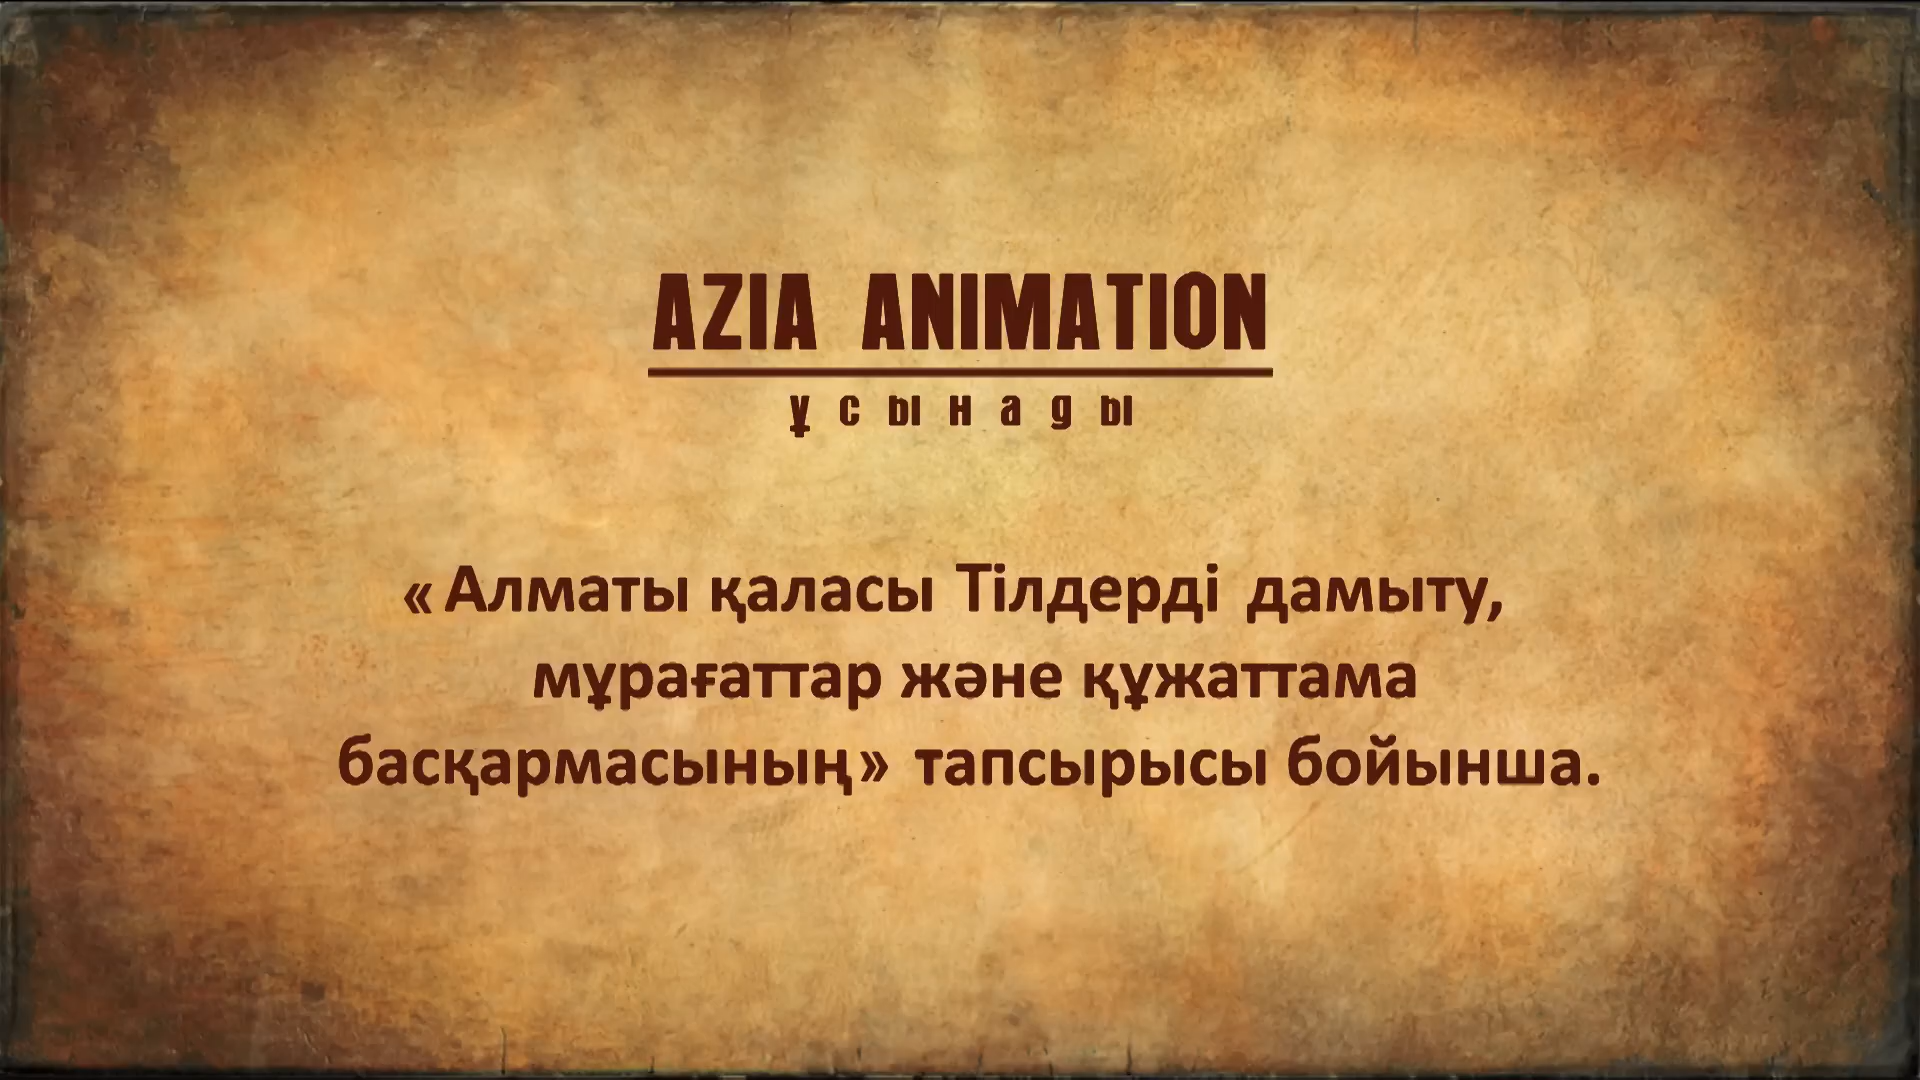 AZIA ANIMATION
ұсынады
«Алматы қаласы Тілдерді дамыту,
мұрағаттар және құжаттама
басқармасының» тапсырысы бойынша.